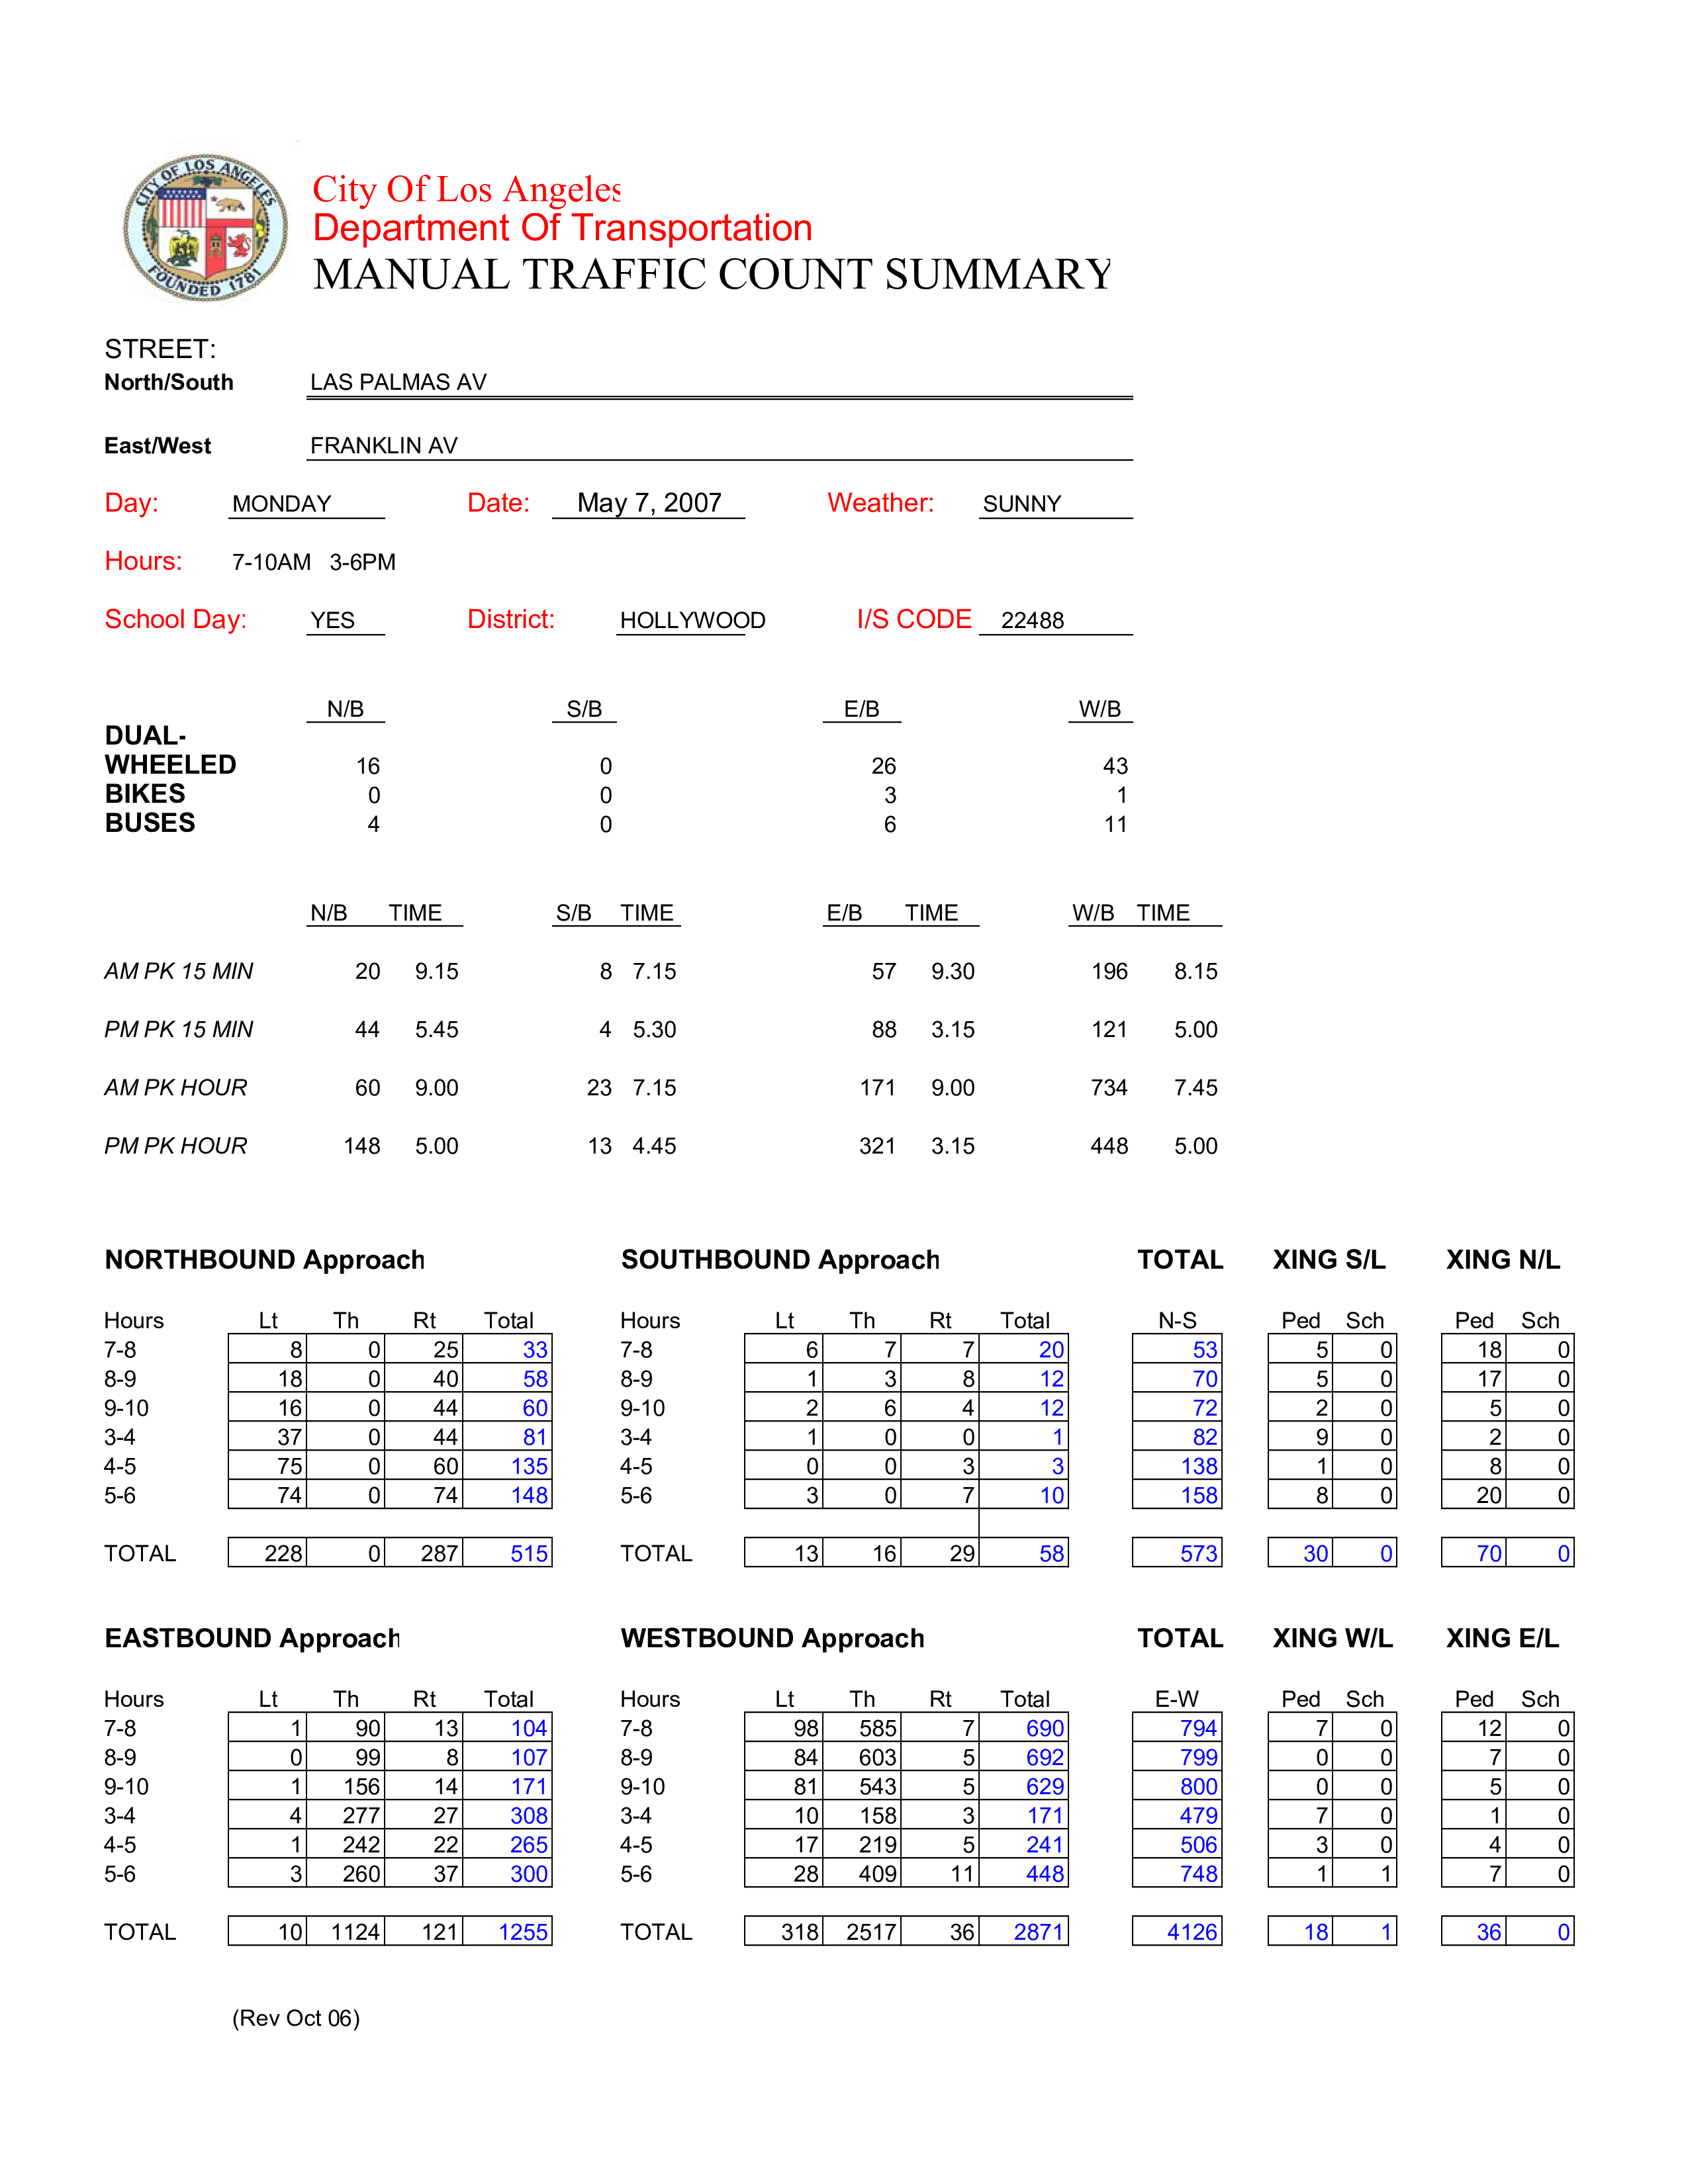 CITY OF LOS ANGELES
FOUNDED 1781
City Of Los Angeles
Department Of Transportation
MANUAL TRAFFIC COUNT SUMMARY
STREET:
North/South LAS PALMAS AV
East/West FRANKLIN AV
Day: MONDAY Date: May 7, 2007 Weather: SUNNY
Hours: 7-10AM 3-6PM
School Day: YES District: HOLLYWOOD I/S CODE 22488
N/B S/B E/B W/B
DUAL-
WHEELED 16 0 26 43
BIKES 0 0 3 1
BUSES 4 0 6 11
N/B TIME S/B TIME E/B TIME W/B TIME
AM PK 15 MIN 20 9.15 8 7.15 57 9.30 196 8.15
PM PK 15 MIN 44 5.45 4 5.30 88 3.15 121 5.00
AM PK HOUR 60 9.00 23 7.15 171 9.00 734 7.45
PM PK HOUR 148 5.00 13 4.45 321 3.15 448 5.00
NORTHBOUND Approach SOUTHBOUND Approach TOTAL XING S/L XING N/L
Hours Lt Th Rt Total Hours Lt Th Rt Total N-S Ped Sch Ped Sch
7-8 8 0 25 33 7-8 6 7 7 20 53 5 0 18 0
8-9 18 0 40 58 8-9 1 3 8 12 70 5 0 17 0
9-10 16 0 44 60 9-10 2 6 4 12 72 2 0 5 0
3-4 37 0 44 81 3-4 1 0 0 1 82 9 0 2 0
4-5 75 0 60 135 4-5 0 0 3 3 138 1 0 8 0
5-6 74 0 74 148 5-6 3 0 7 10 158 8 0 20 0
TOTAL 228 0 287 515 TOTAL 13 16 29 58 573 30 0 70 0
EASTBOUND Approach WESTBOUND Approach TOTAL XING W/L XING E/L
Hours Lt Th Rt Total Hours Lt Th Rt Total E-W Ped Sch Ped Sch
7-8 1 90 13 104 7-8 98 585 7 690 794 7 0 12 0
8-9 0 99 8 107 8-9 84 603 5 692 799 0 0 7 0
9-10 1 156 14 171 9-10 81 543 5 629 800 0 0 5 0
3-4 4 277 27 308 3-4 10 158 3 171 479 7 0 1 0
4-5 1 242 22 265 4-5 17 219 5 241 506 3 0 4 0
5-6 3 260 37 300 5-6 28 409 11 448 748 1 1 7 0
TOTAL 10 1124 121 1255 TOTAL 318 2517 36 2871 4126 18 1 36 0
(Rev Oct 06)